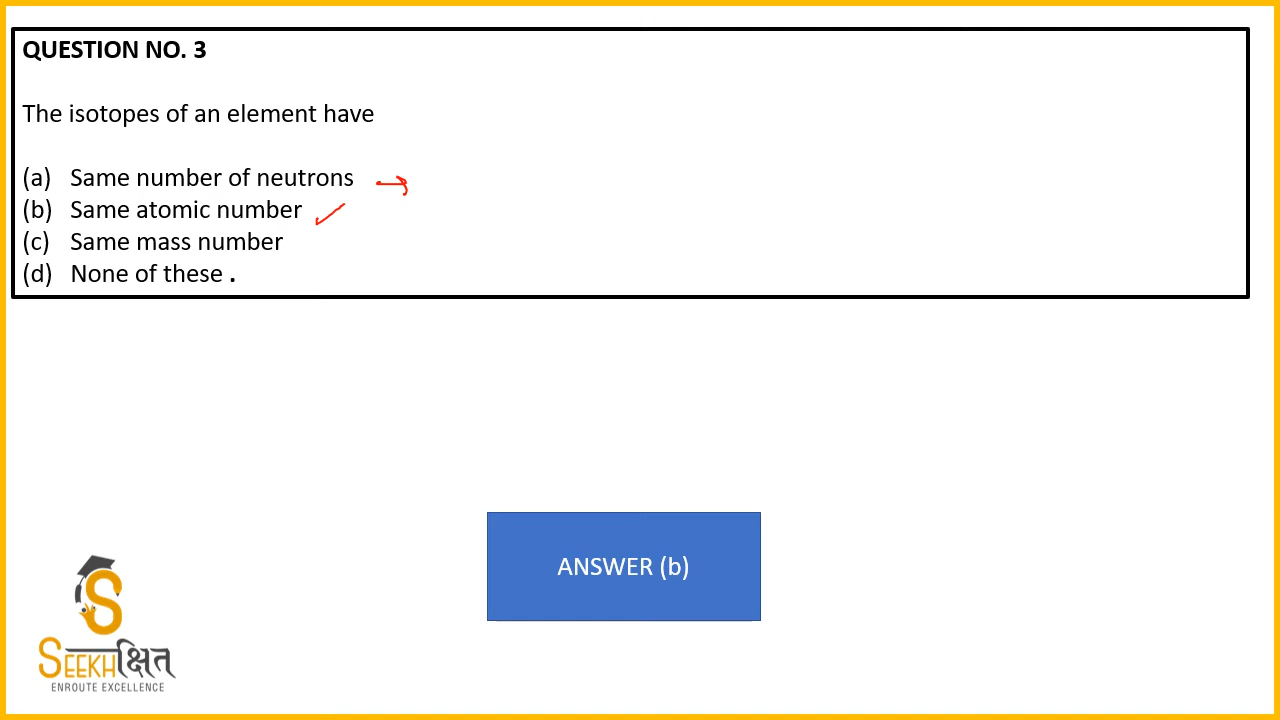 QUESTION NO. 3
The isotopes of an element have
(a) Same number of neutrons
(b) Same atomic number
(c) Same mass number
(d) None of these .
ANSWER (b)
S
SEEKHक्षित
ENROUTE EXCELLENCE